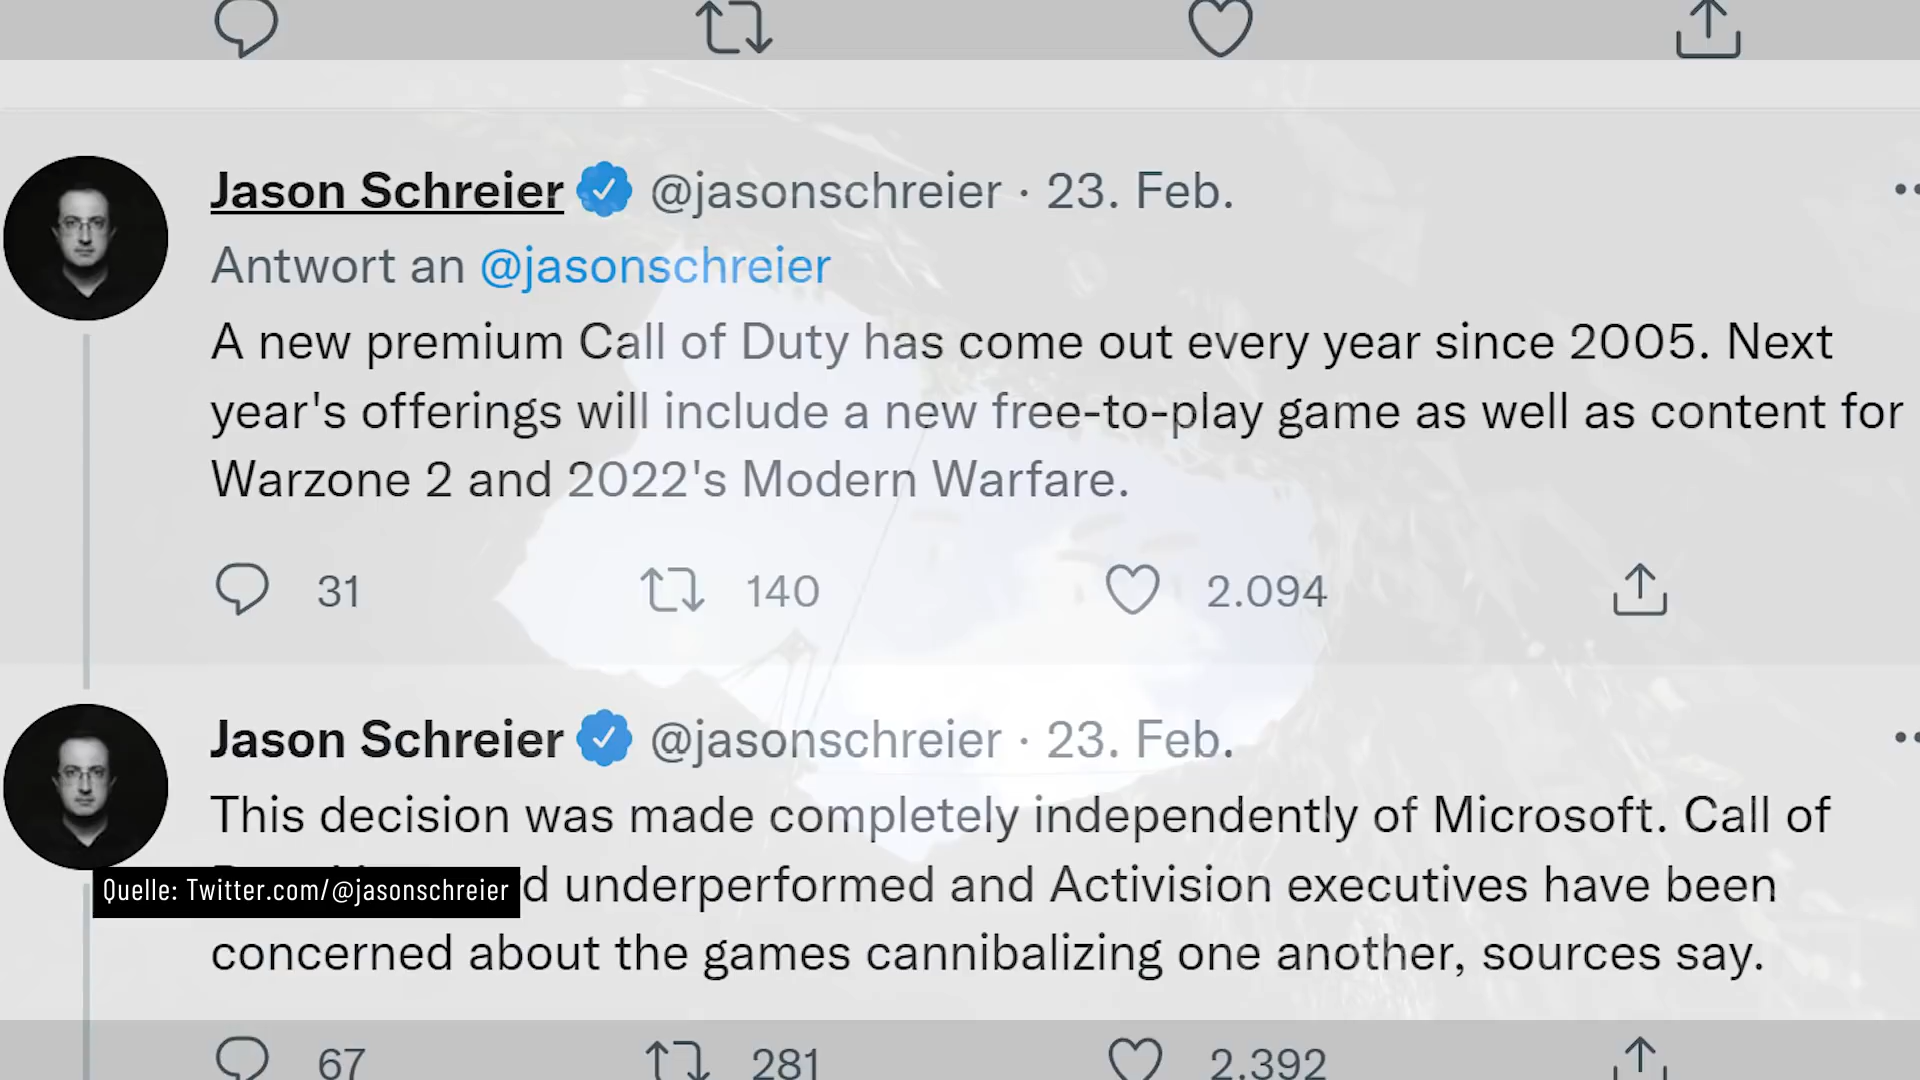 Jason Schreier @jasonschreier · 23. Feb.
Antwort an @jasonschreier
A new premium Call of Duty has come out every year since 2005. Next
year's offerings will include a new free-to-play game as well as content for
Warzone 2 and 2022's Modern Warfare.
31 140 2.094
Jason Schreier @jasonschreier · 23. Feb.
This decision was made completely independently of Microsoft. Call of
underperformed and Activision executives have been
Quelle: Twitter.com/@jasonschreier
concerned about the games cannibalizing one another, sources say.
67 281 2.392